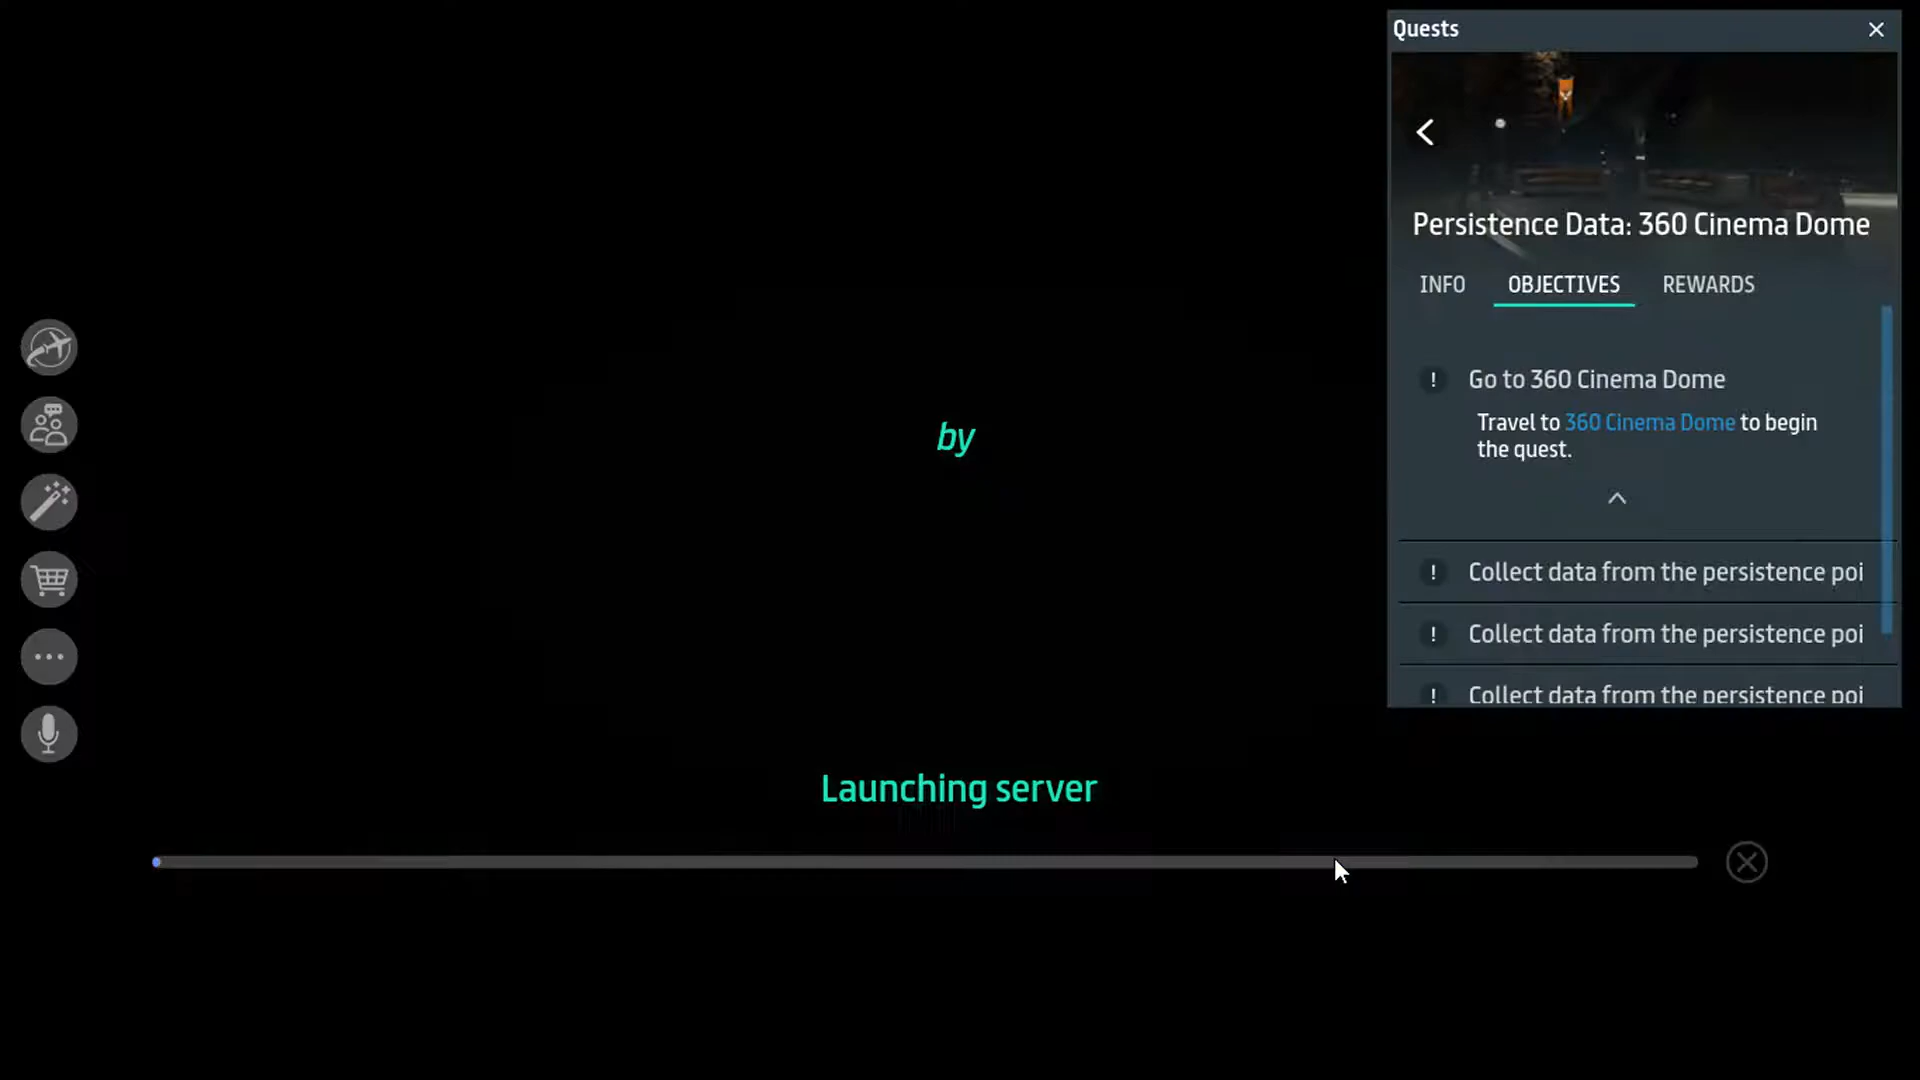 Quests
Persistence Data: 360 Cinema Dome
INFO OBJECTIVES REWARDS
! Go to 360 Cinema Dome
Travel to 360 Cinema Dome to begin
the quest.
! Collect data from the persistence poi
! Collect data from the persistence poi
! Collect data from the persistence poi
by
Launching server